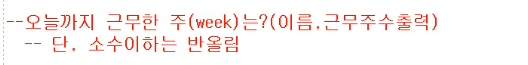 --오늘까지 근무한 주(week)는?(이름,근무주수출력)
-- 단, 소수이하는 반올림